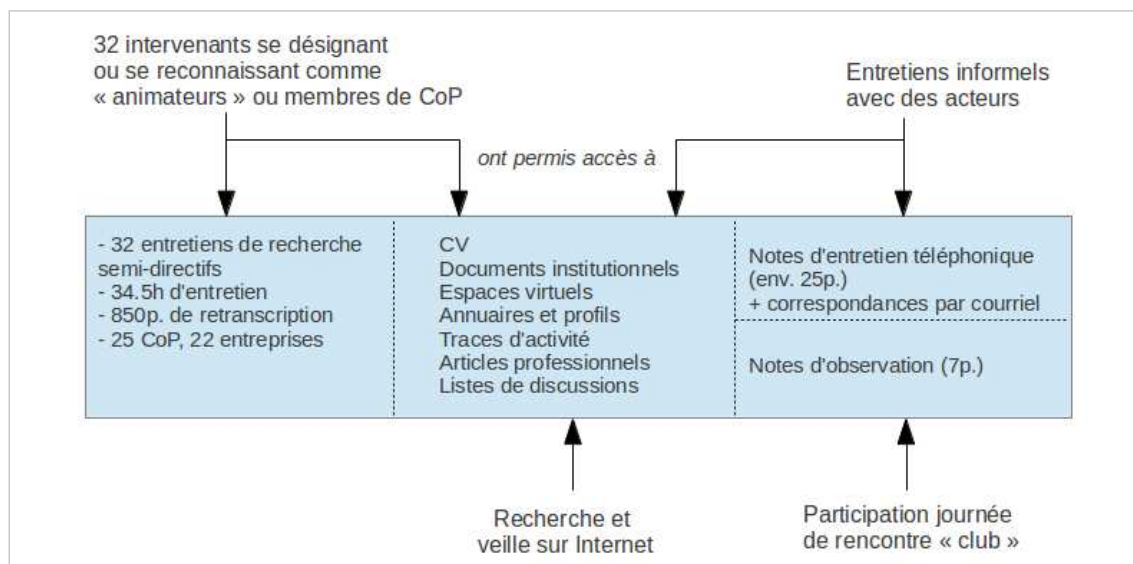 32 intervenants se désignant
ou se reconnaissant comme
« animateurs » ou membres de CoP
Entretiens informels
avec des acteurs
ont permis accès à
- 32 entretiens de recherche
semi-directifs
- 34.5h d'entretien
- 850p. de retranscription
- 25 CoP, 22 entreprises
CV
Documents institutionnels
Espaces virtuels
Annuaires et profils
Traces d'activité
Articles professionnels
Listes de discussions
Notes d'entretien téléphonique
(env. 25p.)
+ correspondances par courriel
Notes d'observation (7p.)
Recherche et
veille sur Internet
Participation journée
de rencontre « club »